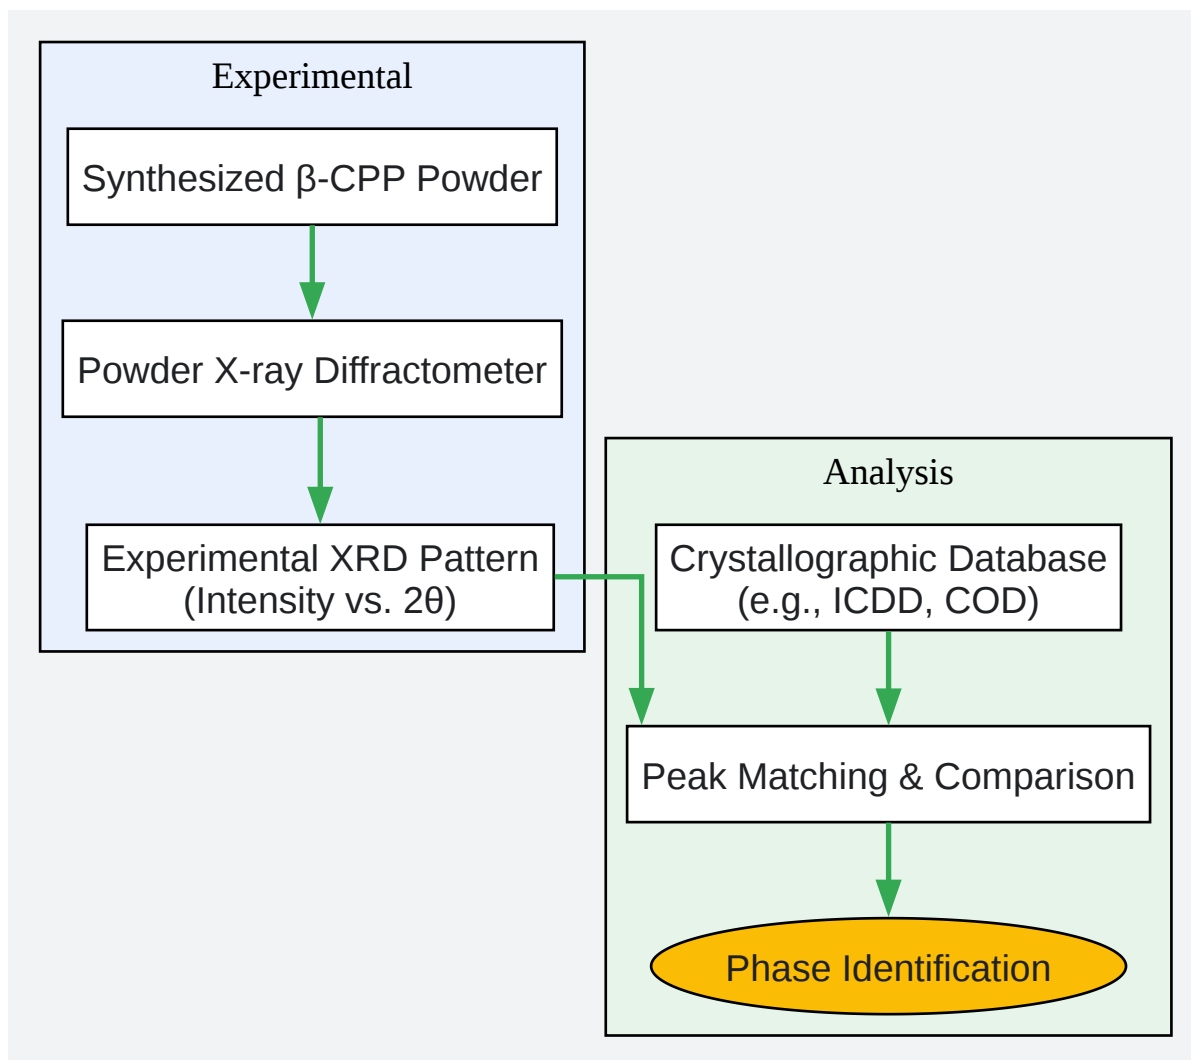 Experimental
Synthesized β-CPP Powder
Powder X-ray Diffractometer
Experimental XRD Pattern
(Intensity vs. 2θ)
Analysis
Crystallographic Database
(e.g., ICDD, COD)
Peak Matching & Comparison
Phase Identification